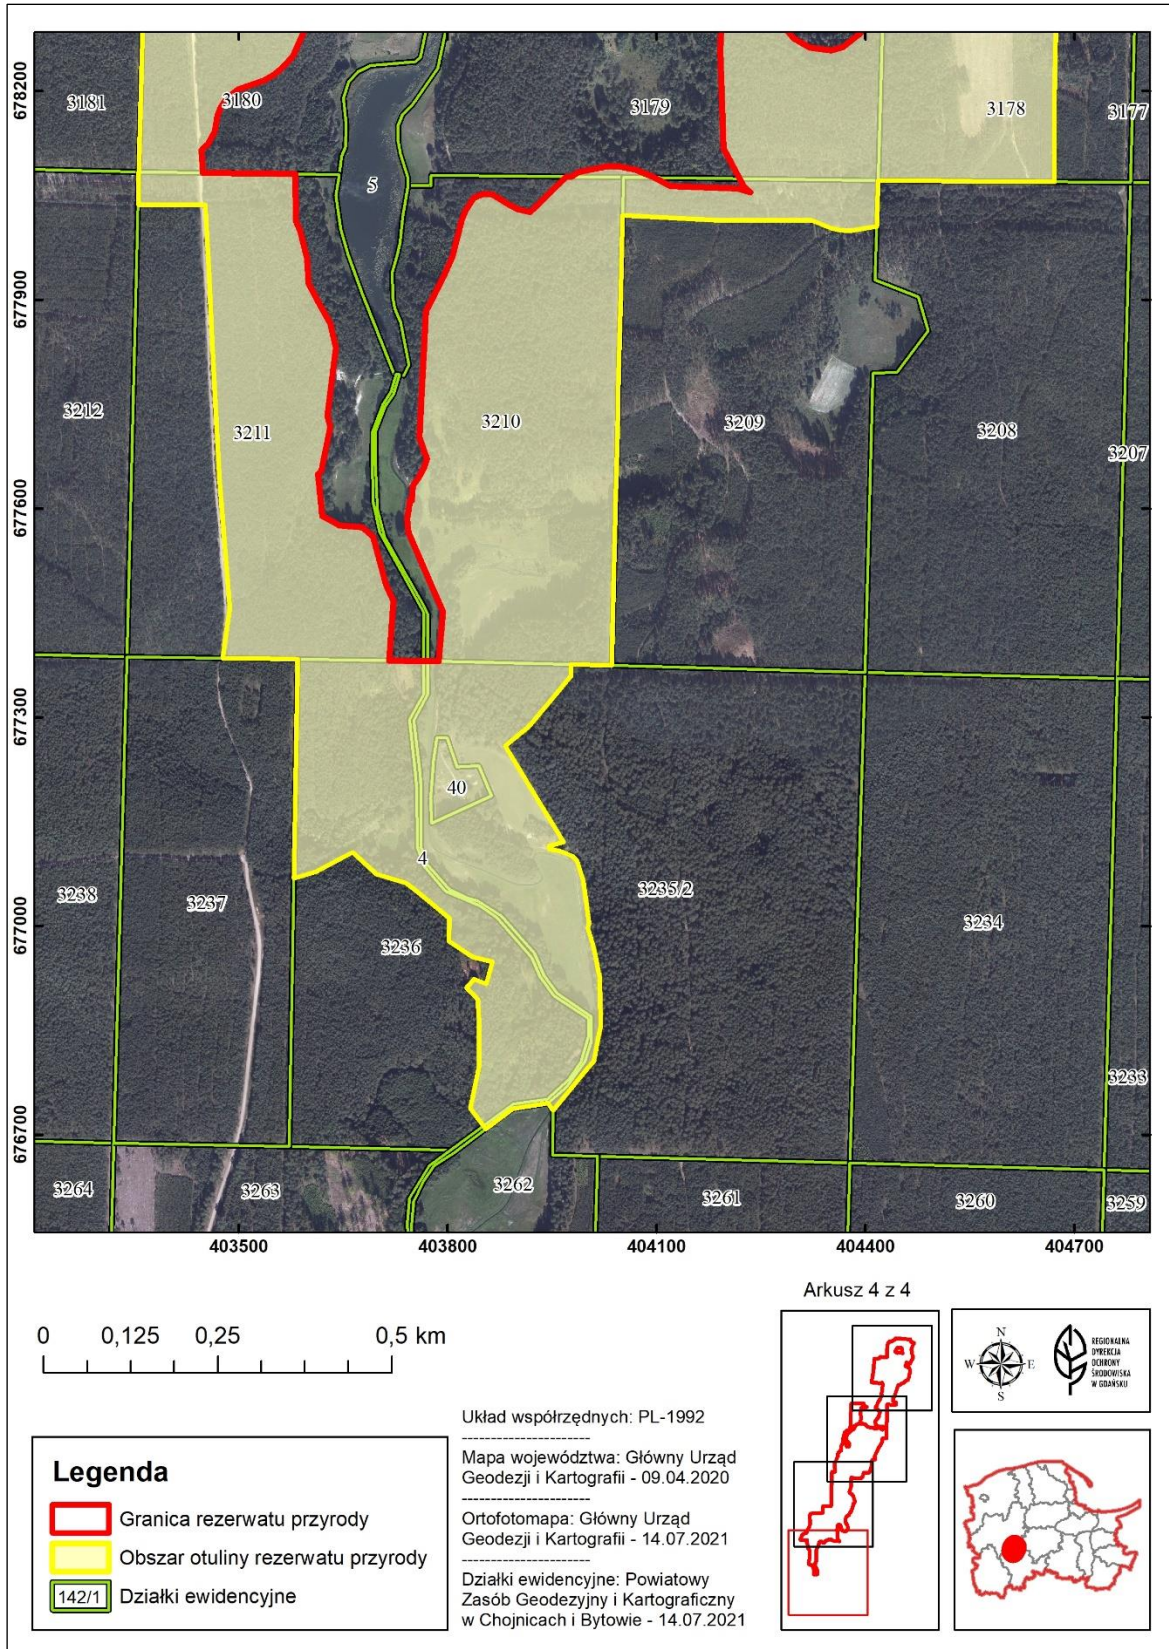 678200
677900
677600
677300
677000
676700
3181
3180
3179
3178
3177
5
3212
3211
3210
3209
3208
3207
40
4
3238
3237
3236
3235/2
3234
3233
3264
3263
3262
3261
3260
3259
403500
403800
404100
404400
404700
0
0,125
0,25
0,5 km
Arkusz 4 z 4
N
W
E
S
REGIONALNA
DYREKCJA
OCHRONY
ŚRODOWISKA
W GDAŃSKU
Układ współrzędnych: PL-1992
----------------------
Mapa województwa: Główny Urząd
Geodezji i Kartografii - 09.04.2020
----------------------
Ortofotomapa: Główny Urząd
Geodezji i Kartografii - 14.07.2021
----------------------
Działki ewidencyjne: Powiatowy
Zasób Geodezyjny i Kartograficzny
w Chojnicach i Bytowie - 14.07.2021
Legenda
Granica rezerwatu przyrody
Obszar otuliny rezerwatu przyrody
142/1
Działki ewidencyjne